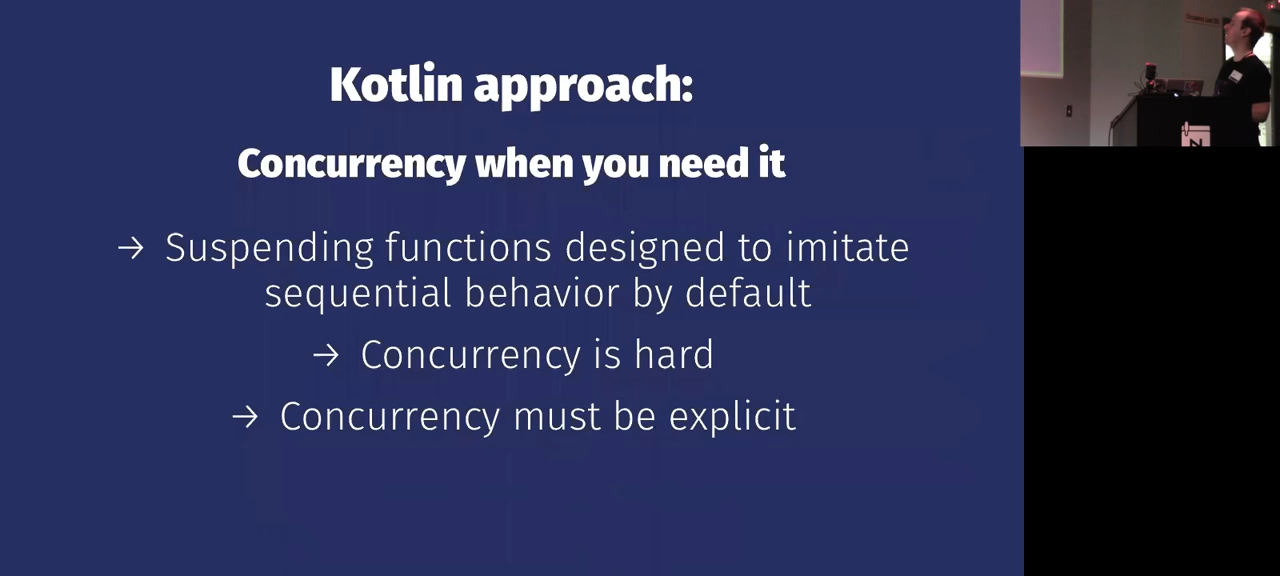 Kotlin approach:
Concurrency when you need it
→ Suspending functions designed to imitate
sequential behavior by default
→ Concurrency is hard
→ Concurrency must be explicit